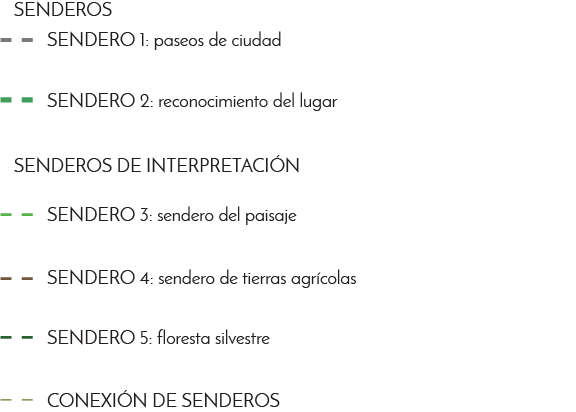 SENDEROS
SENDERO 1: paseos de ciudad
SENDERO 2: reconocimiento del lugar
SENDEROS DE INTERPRETACIÓN
SENDERO 3: sendero del paisaje
SENDERO 4: sendero de tierras agrícolas
SENDERO 5: floresta silvestre
CONEXIÓN DE SENDEROS